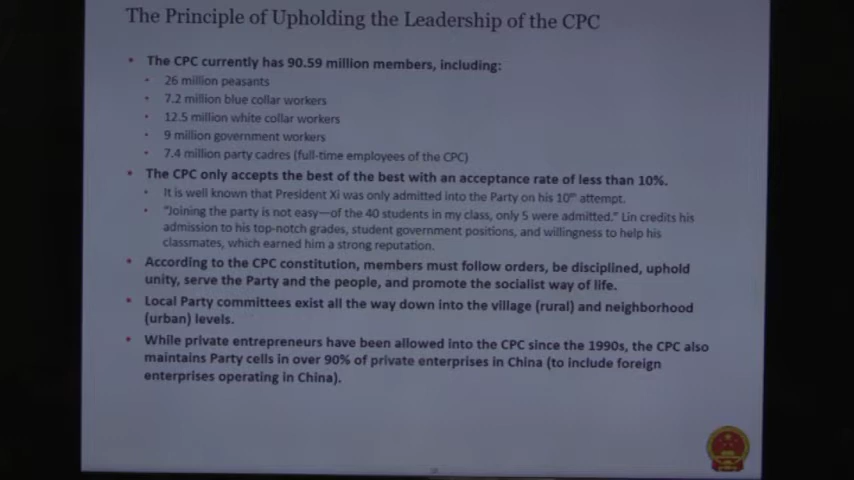 The Principle of Upholding the Leadership of the CPC
• The CPC currently has 90.59 million members, including:
• 26 million peasants
• 7.2 million blue collar workers
• 12.5 million white collar workers
• 9 million government workers
• 7.4 million party cadres (full-time employees of the CPC)
• The CPC only accepts the best of the best with an acceptance rate of less than 10%.
• It is well known that President Xi was only admitted into the Party on his 10th attempt.
• "Joining the party is not easy—of the 40 students in my class, only 5 were admitted." Lin credits his
admission to his top-notch grades, student government positions, and willingness to help his
classmates, which earned him a strong reputation.
• According to the CPC constitution, members must follow orders, be disciplined, uphold
unity, serve the Party and the people, and promote the socialist way of life.
• Local Party committees exist all the way down into the village (rural) and neighborhood
(urban) levels.
• While private entrepreneurs have been allowed into the CPC since the 1990s, the CPC also
maintains Party cells in over 90% of private enterprises in China (to include foreign
enterprises operating in China).